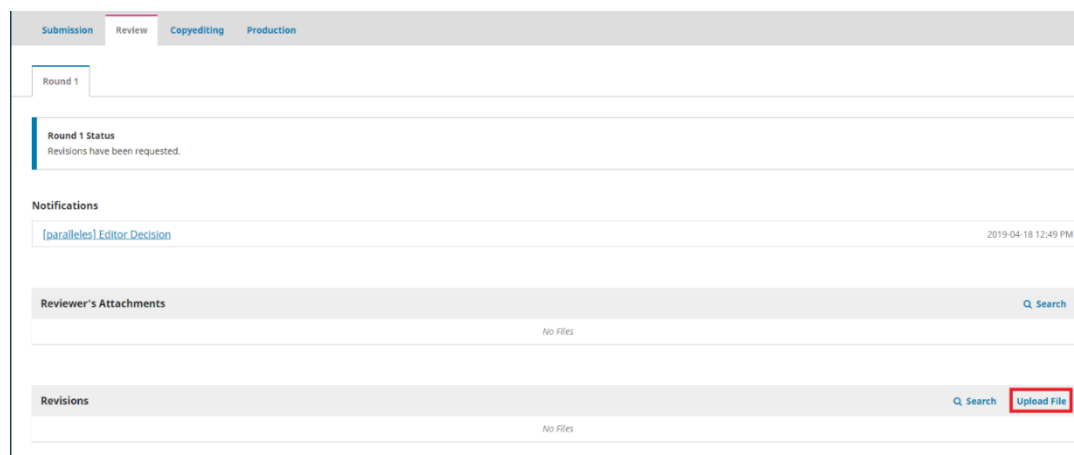 Submission Review Copyediting Production
Round 1
Round 1 Status
Revisions have been requested.
Notifications
[paralleles] Editor Decision 2019-04-18 12:49 PM
Reviewer's Attachments Search
No Files
Revisions Search Upload File
No Files